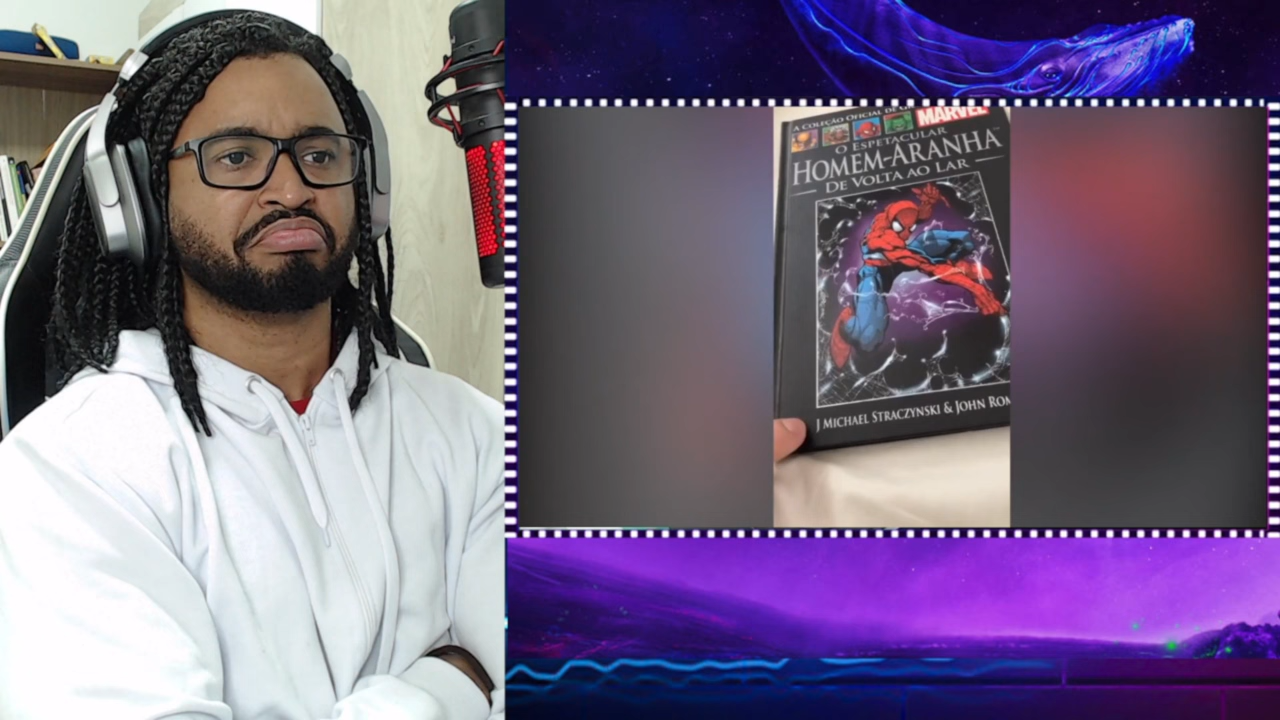 A COLEÇÃO OFICIAL DE
MARVEL
O ESPETACULAR
HOMEM-ARANHA
DE VOLTA AO LAR
J MICHAEL STRACZYNSKI & JOHN ROM